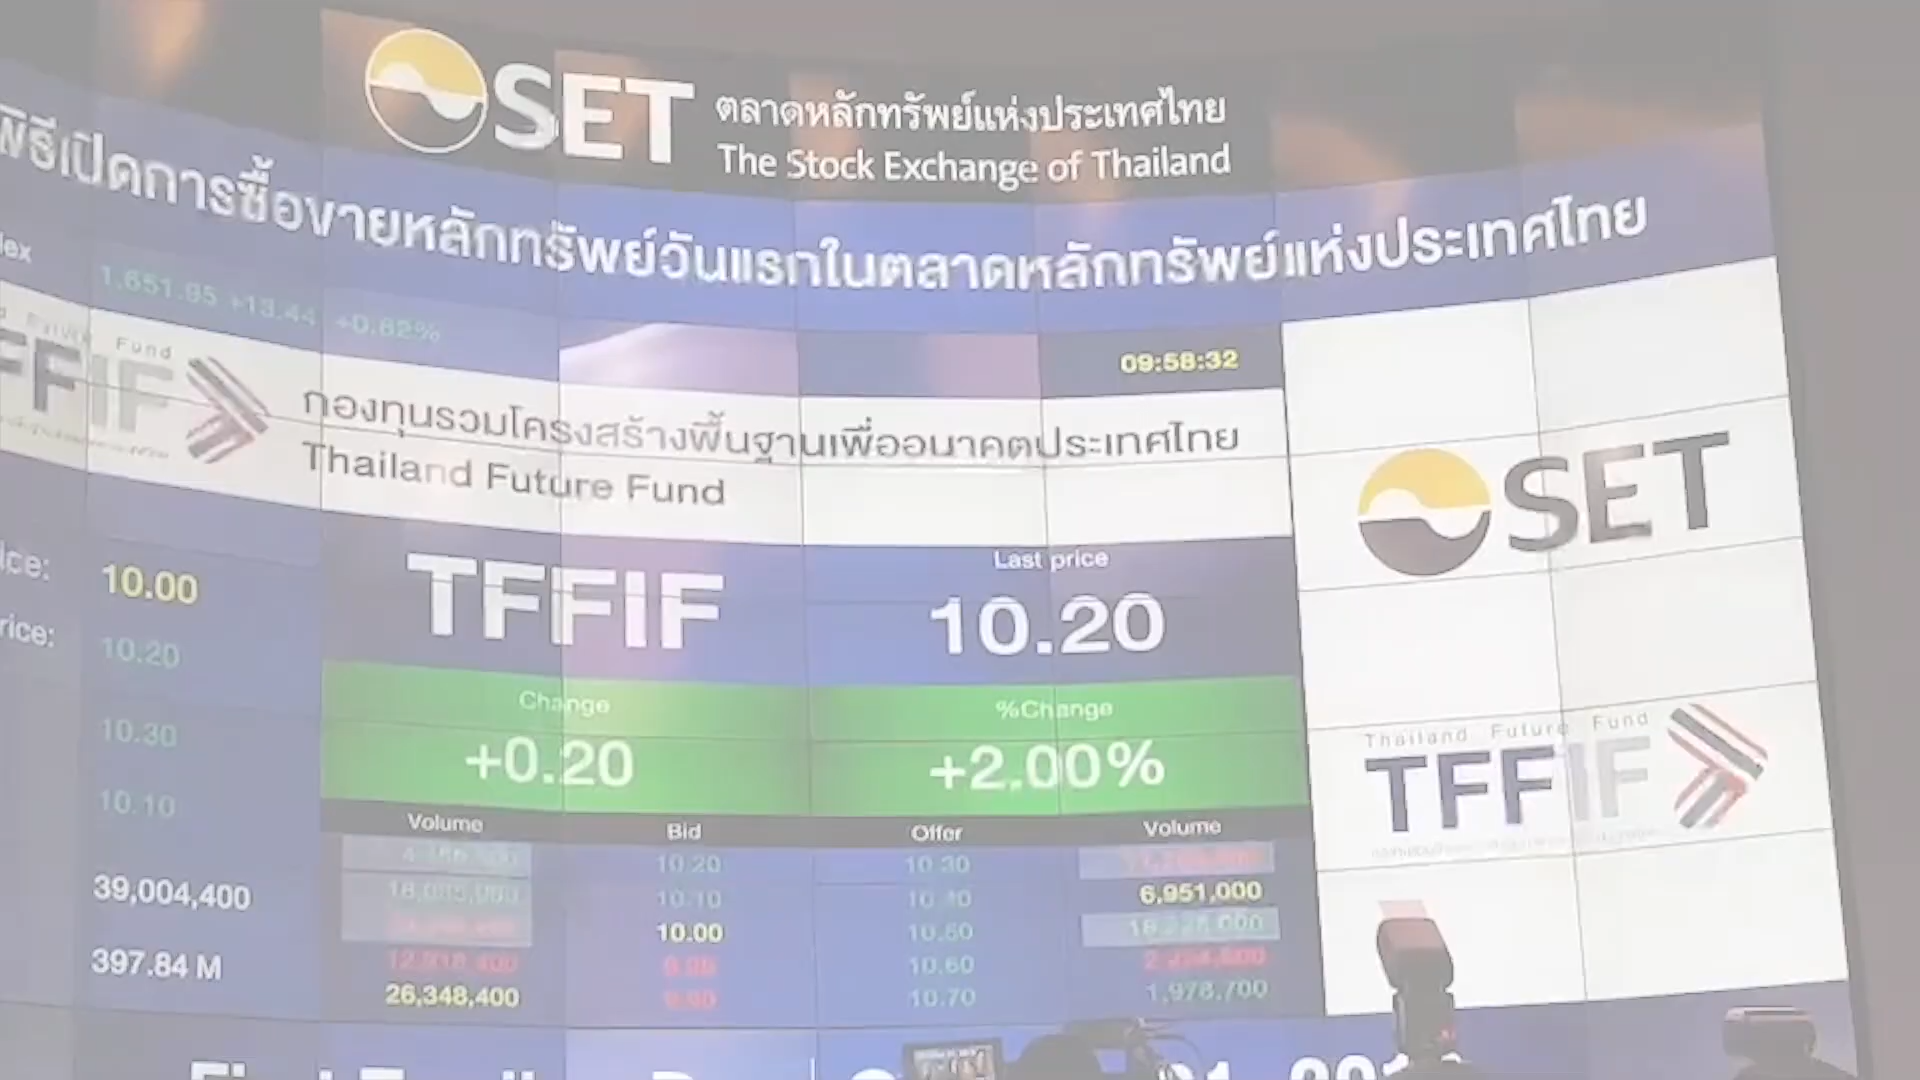 SET
ตลาดหลักทรัพย์แห่งประเทศไทย
The Stock Exchange of Thailand
พิธีเปิดการซื้อขายหลักทรัพย์วันแรกในตลาดหลักทรัพย์แห่งประเทศไทย
1,651.95 +13.44 +0.82%
09:58:32
Fund
กองทุนรวมโครงสร้างพื้นฐานเพื่ออนาคตประเทศไทย
Thailand Future Fund
SET
10.00
10.20
10.30
10.10
39,004,400
397.84 M
TFFIF
Last price
10.20
Change
+0.20
%Change
+2.00%
Volume Bid Offer Volume
10.20 10.30
10.10 10.40 6,951,000
10.00 10.50
10.60
26,348,400 10.70 1,976,700
Thailand Future Fund
TFFIF